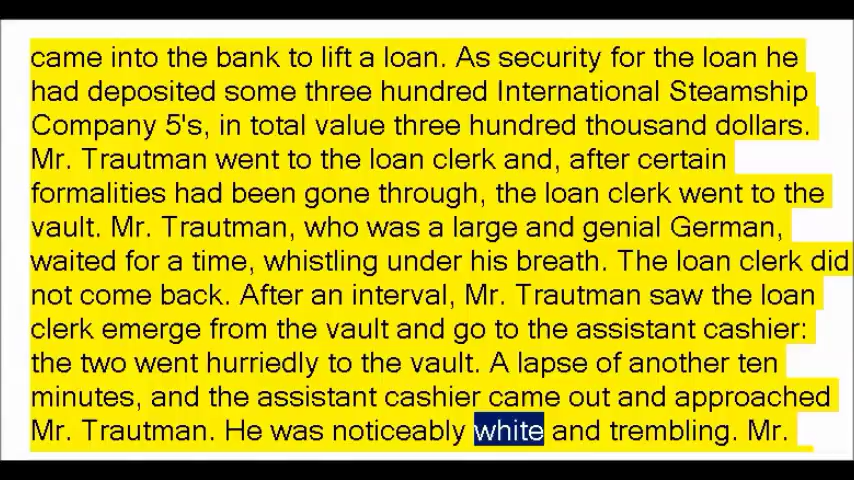 came into the bank to lift a loan. As security for the loan he
had deposited some three hundred International Steamship
Company 5's, in total value three hundred thousand dollars.
Mr. Trautman went to the loan clerk and, after certain
formalities had been gone through, the loan clerk went to the
vault. Mr. Trautman, who was a large and genial German,
waited for a time, whistling under his breath. The loan clerk did
not come back. After an interval, Mr. Trautman saw the loan
clerk emerge from the vault and go to the assistant cashier:
the two went hurriedly to the vault. A lapse of another ten
minutes, and the assistant cashier came out and approached
Mr. Trautman. He was noticeably white and trembling. Mr.